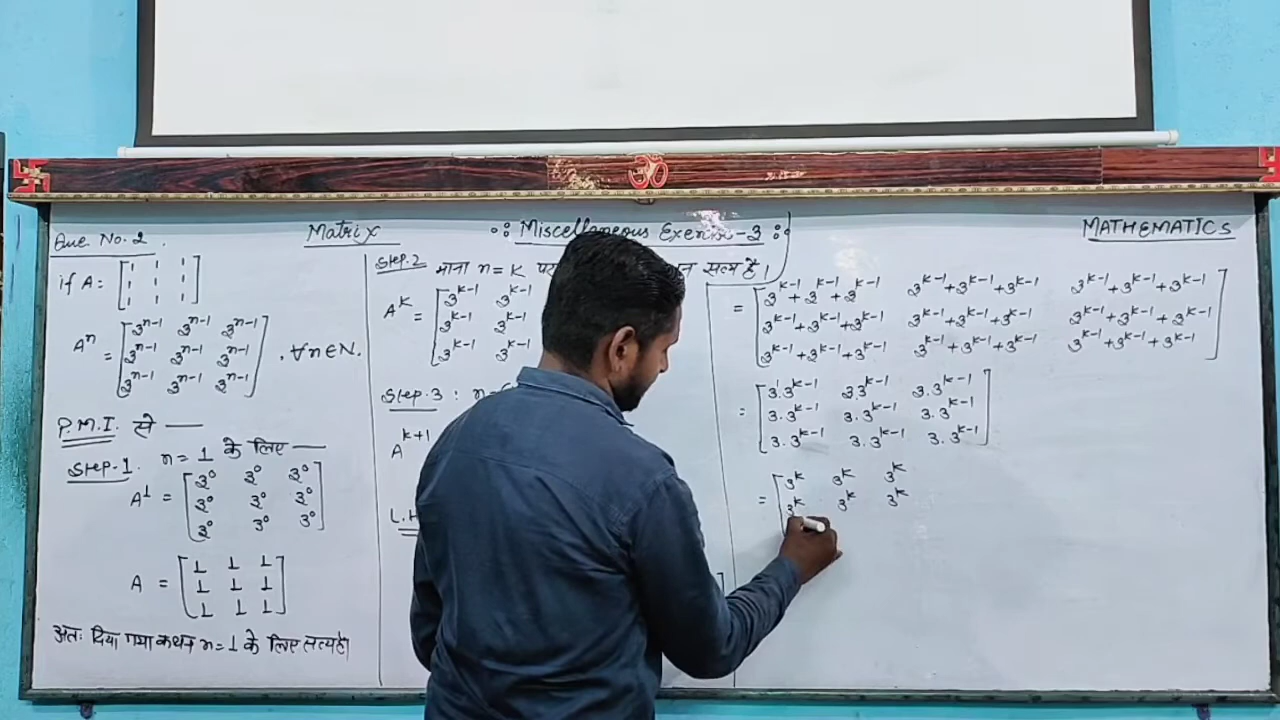 Que No. 2.
Matrix
∴ Miscellaneous Exercise-3 ∴
MATHEMATICS
if A = [1 1 1
1 1 1
1 1 1]
Aⁿ = [3ⁿ⁻¹ 3ⁿ⁻¹ 3ⁿ⁻¹
3ⁿ⁻¹ 3ⁿ⁻¹ 3ⁿ⁻¹
3ⁿ⁻¹ 3ⁿ⁻¹ 3ⁿ⁻¹], ∀n∈N.
P.M.I. से —
Step.1. n = 1 के लिए —
A¹ = [3⁰ 3⁰ 3⁰
3⁰ 3⁰ 3⁰
3⁰ 3⁰ 3⁰]
A = [1 1 1
1 1 1
1 1 1]
अतः दिया गया कथन n=1 के लिए सत्य है।
Step.2 माना n = k पर सत्य है।
Aᵏ = [3ᵏ⁻¹ 3ᵏ⁻¹
3ᵏ⁻¹ 3ᵏ⁻¹
3ᵏ⁻¹ 3ᵏ⁻¹
Step.3 : n=
Aᵏ⁺¹
L.H
= [3ᵏ⁻¹+3ᵏ⁻¹+3ᵏ⁻¹ 3ᵏ⁻¹+3ᵏ⁻¹+3ᵏ⁻¹ 3ᵏ⁻¹+3ᵏ⁻¹+3ᵏ⁻¹
3ᵏ⁻¹+3ᵏ⁻¹+3ᵏ⁻¹ 3ᵏ⁻¹+3ᵏ⁻¹+3ᵏ⁻¹ 3ᵏ⁻¹+3ᵏ⁻¹+3ᵏ⁻¹
3ᵏ⁻¹+3ᵏ⁻¹+3ᵏ⁻¹ 3ᵏ⁻¹+3ᵏ⁻¹+3ᵏ⁻¹ 3ᵏ⁻¹+3ᵏ⁻¹+3ᵏ⁻¹]
= [3¹.3ᵏ⁻¹ 3.3ᵏ⁻¹ 3.3ᵏ⁻¹
3.3ᵏ⁻¹ 3.3ᵏ⁻¹ 3.3ᵏ⁻¹
3.3ᵏ⁻¹ 3.3ᵏ⁻¹ 3.3ᵏ⁻¹]
= [3ᵏ 3ᵏ 3ᵏ
3ᵏ 3ᵏ 3ᵏ